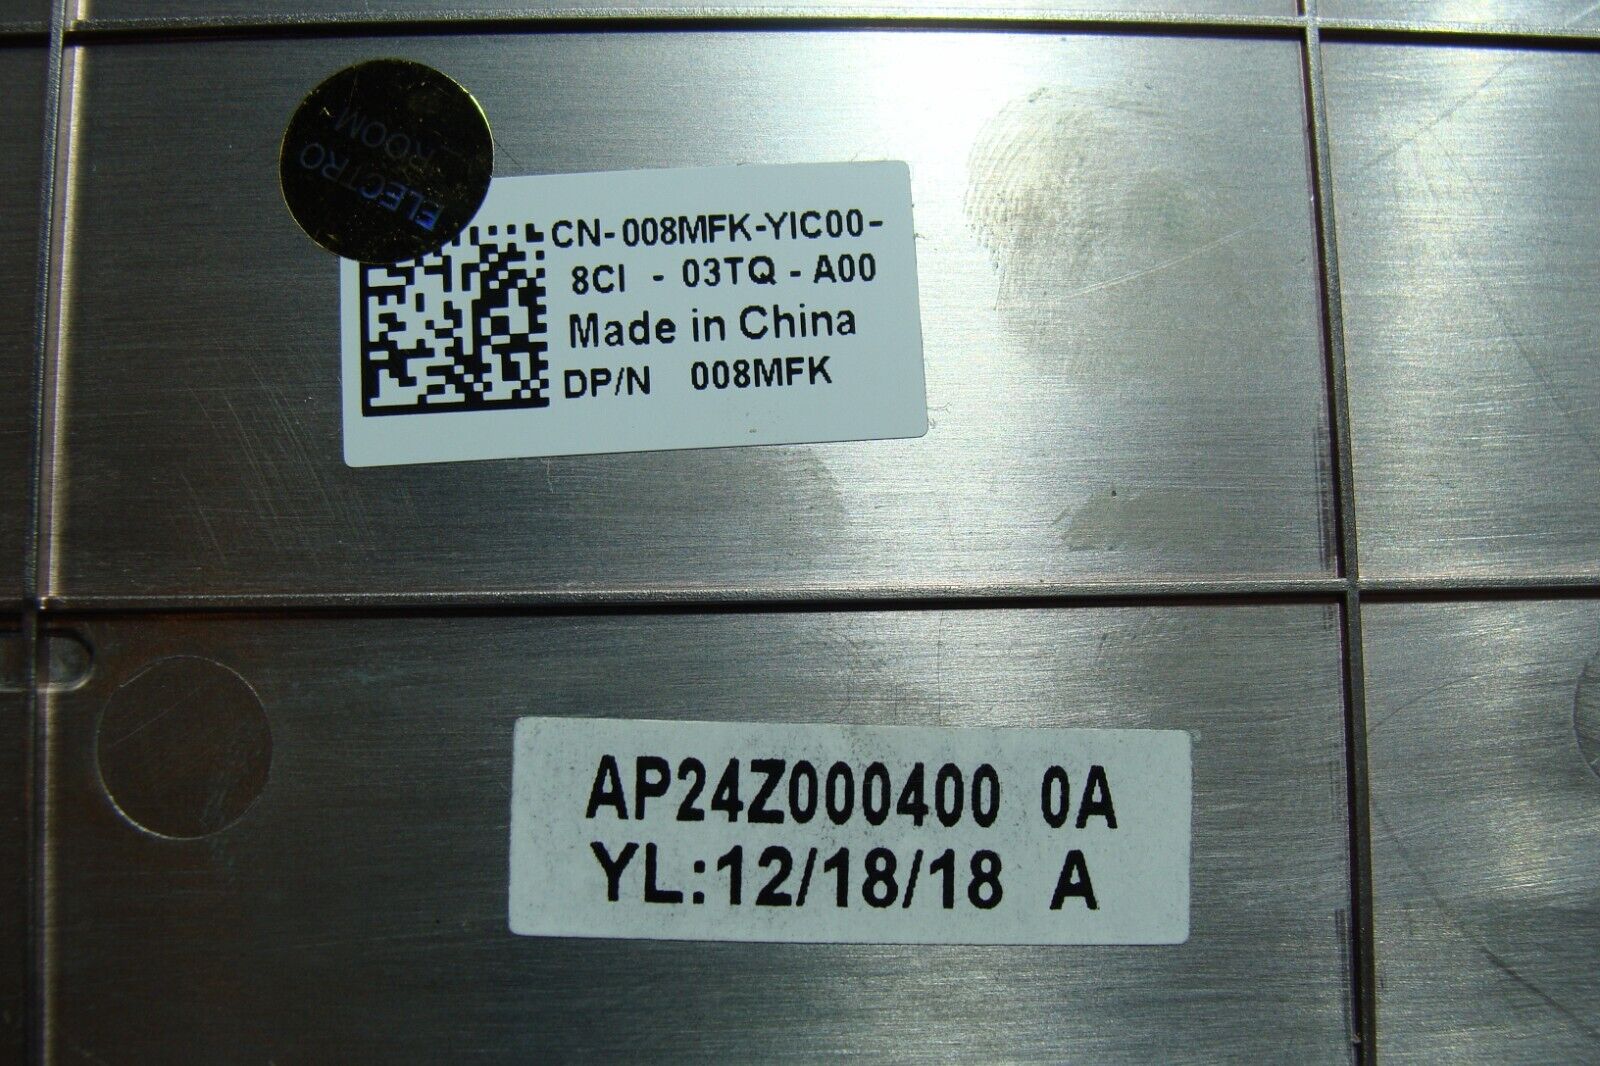 ELECTRO
ROOM
CN-008MFK-YIC00-
8CI - 03TQ - A00
Made in China
DP/N 008MFK
AP24Z000400 0A
YL:12/18/18 A